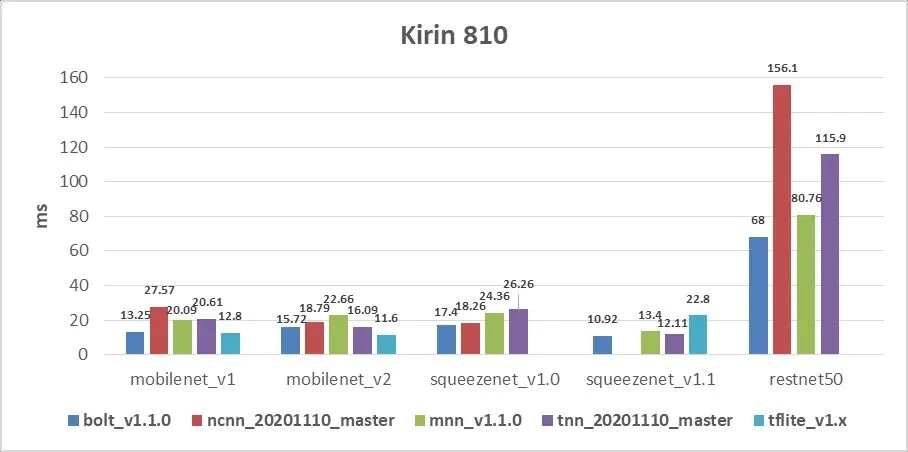 Kirin 810
ms
160
140
120
100
80
60
40
20
0
13.25 27.57 20.09 20.61 12.8
15.72 18.79 22.66 16.09 11.6
17.4 18.26 24.36 26.26
10.92 13.4 12.11 22.8
68 156.1 80.76 115.9
mobilenet_v1 mobilenet_v2 squeezenet_v1.0 squeezenet_v1.1 restnet50
bolt_v1.1.0 ncnn_20201110_master mnn_v1.1.0 tnn_20201110_master tflite_v1.x